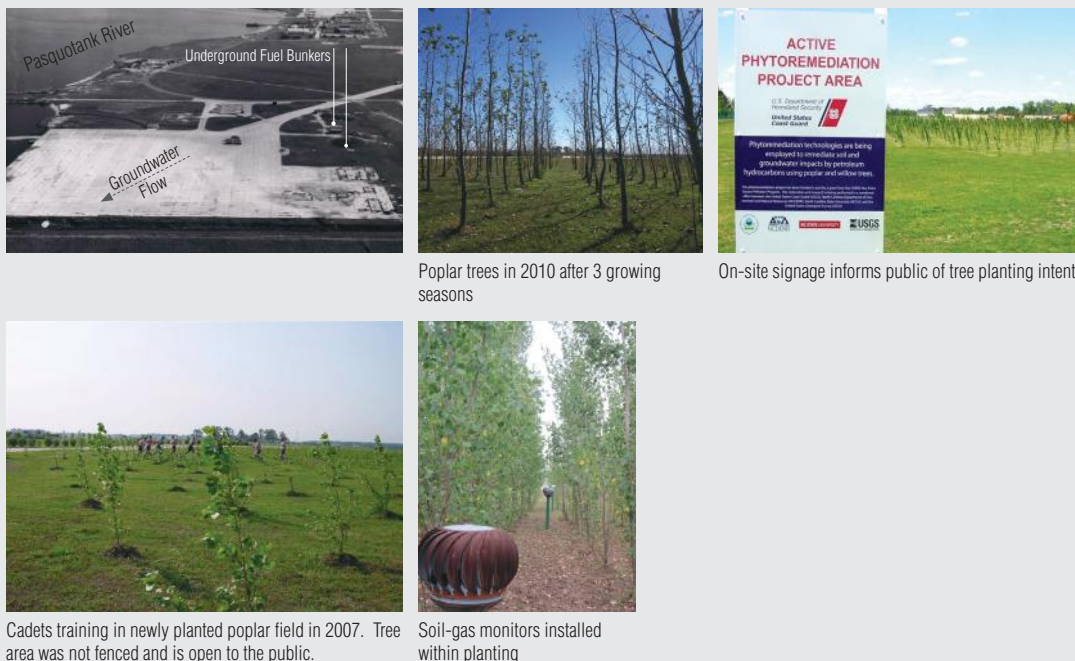 Pasquotank River
Underground Fuel Bunkers
Groundwater
Flow
ACTIVE
PHYTOREMEDIATION
PROJECT AREA
U.S. Department of
Homeland Security
United States
Coast Guard
Phytoremediation technologies are being
employed to remediate soil and
groundwater impacts by petroleum
hydrocarbons using poplar and willow trees.
NCDENR
NC STATE UNIVERSITY
USGS
Poplar trees in 2010 after 3 growing
seasons
On-site signage informs public of tree planting intent
Cadets training in newly planted poplar field in 2007. Tree
area was not fenced and is open to the public.
Soil-gas monitors installed
within planting